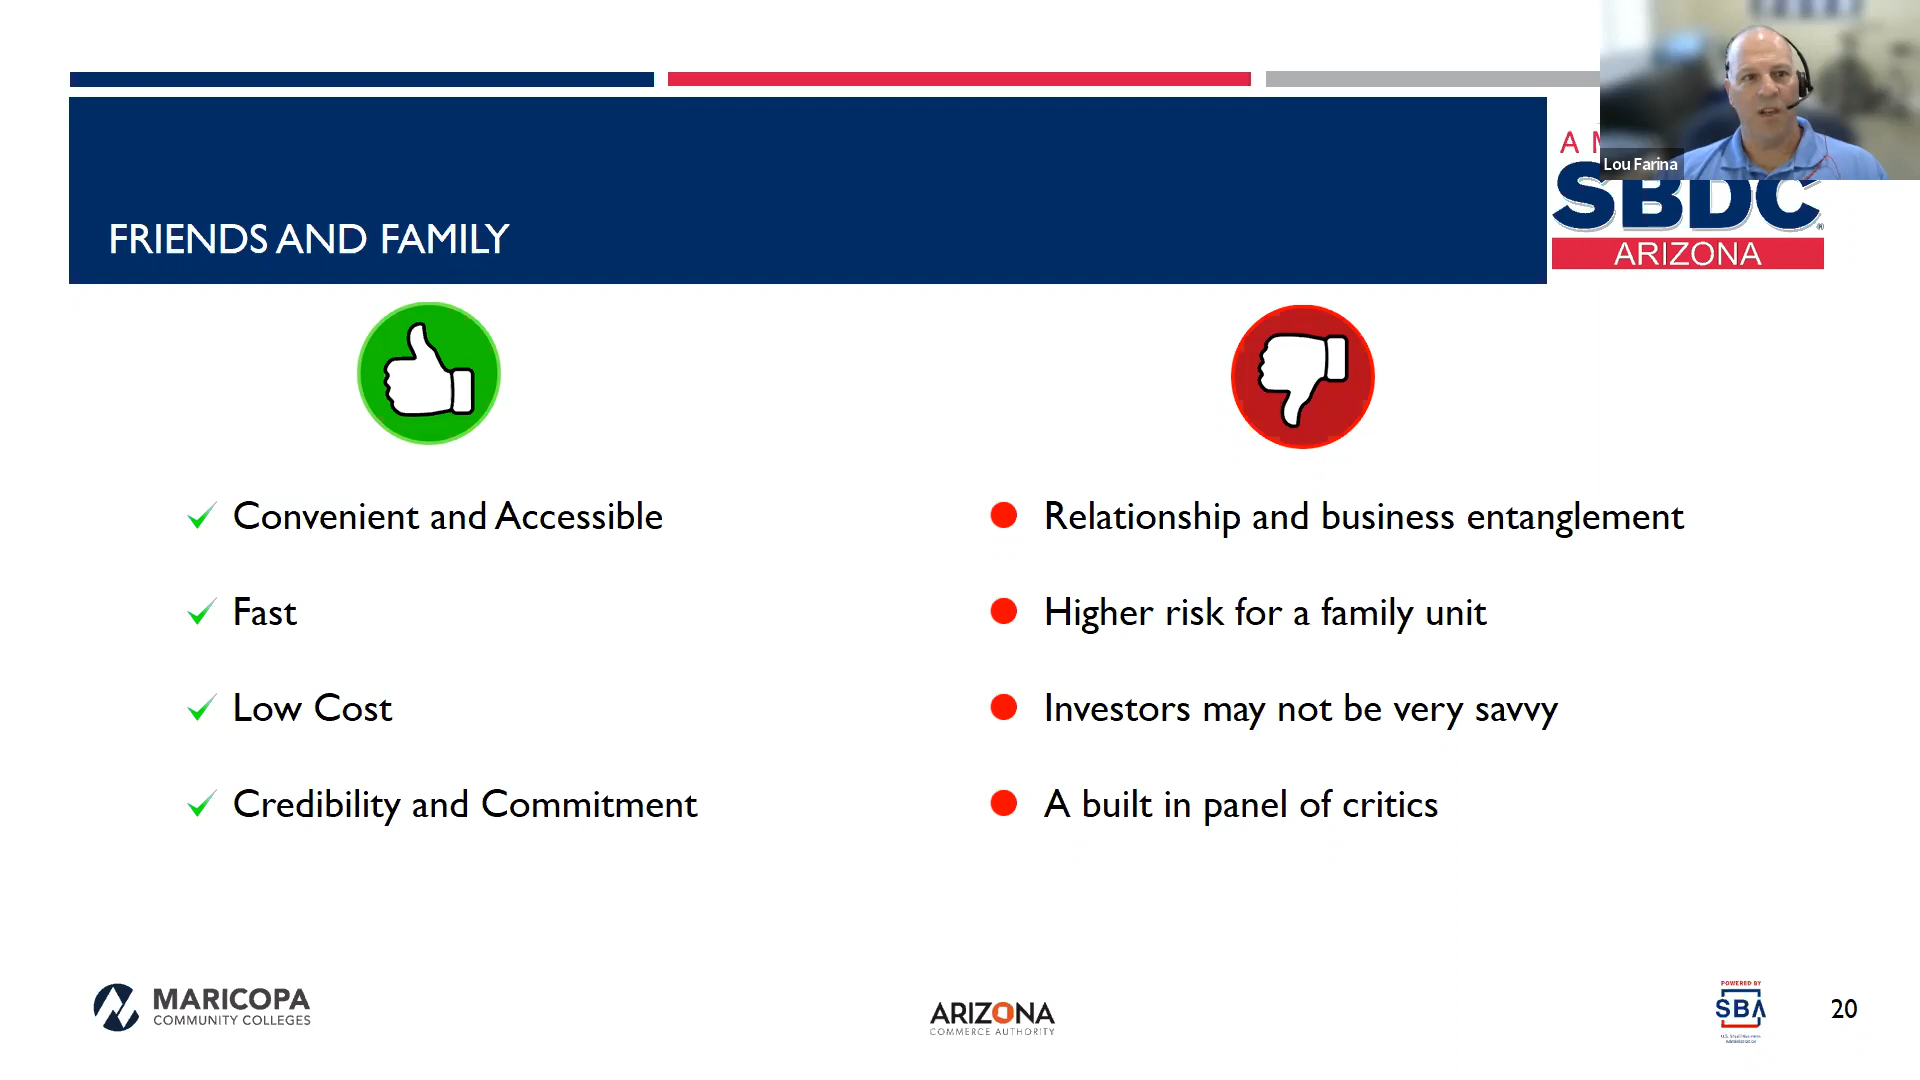 Lou Farina
SBDC
ARIZONA
FRIENDS AND FAMILY
Convenient and Accessible
Fast
Low Cost
Credibility and Commitment
Relationship and business entanglement
Higher risk for a family unit
Investors may not be very savvy
A built in panel of critics
MARICOPA
COMMUNITY COLLEGES
ARIZONA
COMMERCE AUTHORITY
POWERED BY
SBA
20